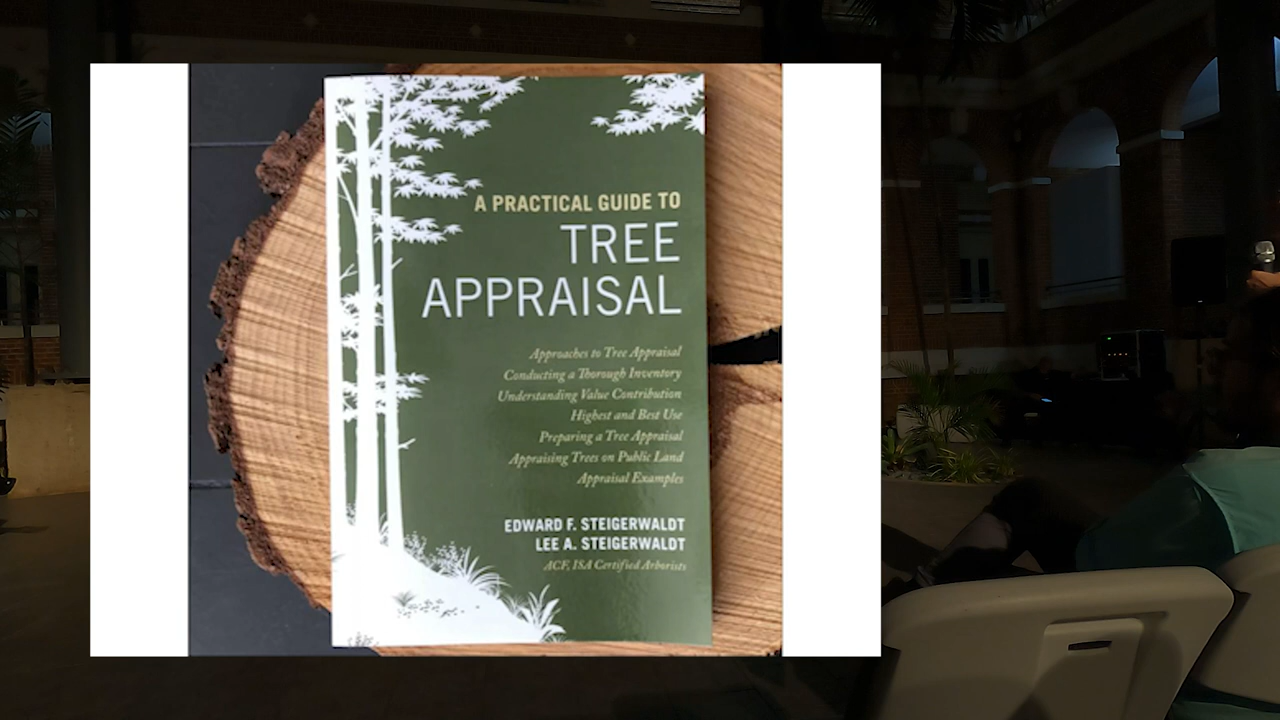 A PRACTICAL GUIDE TO
TREE
APPRAISAL
Approaches to Tree Appraisal
Conducting a Thorough Inventory
Understanding Value Contribution
Highest and Best Use
Preparing a Tree Appraisal
Appraising Trees on Public Land
Appraisal Examples
EDWARD F. STEIGERWALDT
LEE A. STEIGERWALDT
ACF, ISA Certified Arborists